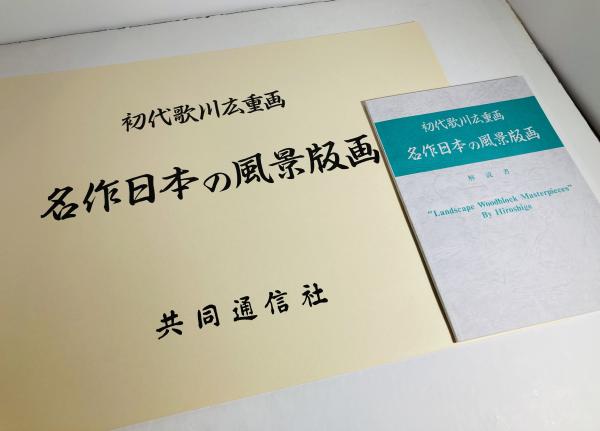 初代歌川広重画
名作日本の風景版画
共同通信社
初代歌川広重画
名作日本の風景版画
解説書
"Landscape Woodblock Masterpieces"
By Hiroshige